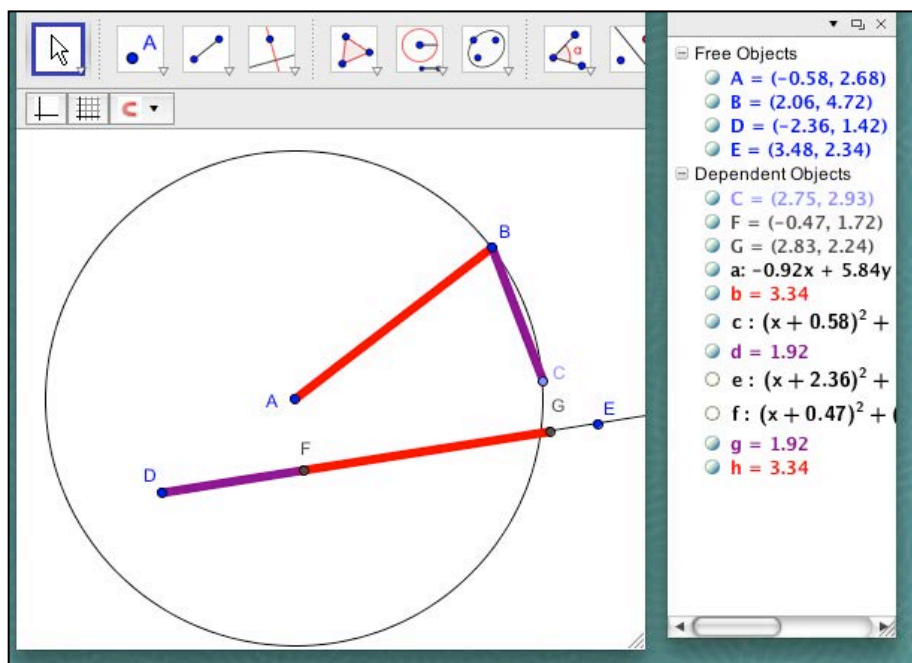 A
α
Free Objects
A = (-0.58, 2.68)
B = (2.06, 4.72)
D = (-2.36, 1.42)
E = (3.48, 2.34)
Dependent Objects
C = (2.75, 2.93)
F = (-0.47, 1.72)
G = (2.83, 2.24)
a: -0.92x + 5.84y
b = 3.34
c : (x + 0.58)² +
d = 1.92
e : (x + 2.36)² +
f : (x + 0.47)² + (
g = 1.92
h = 3.34
B
C
A
G
E
F
D